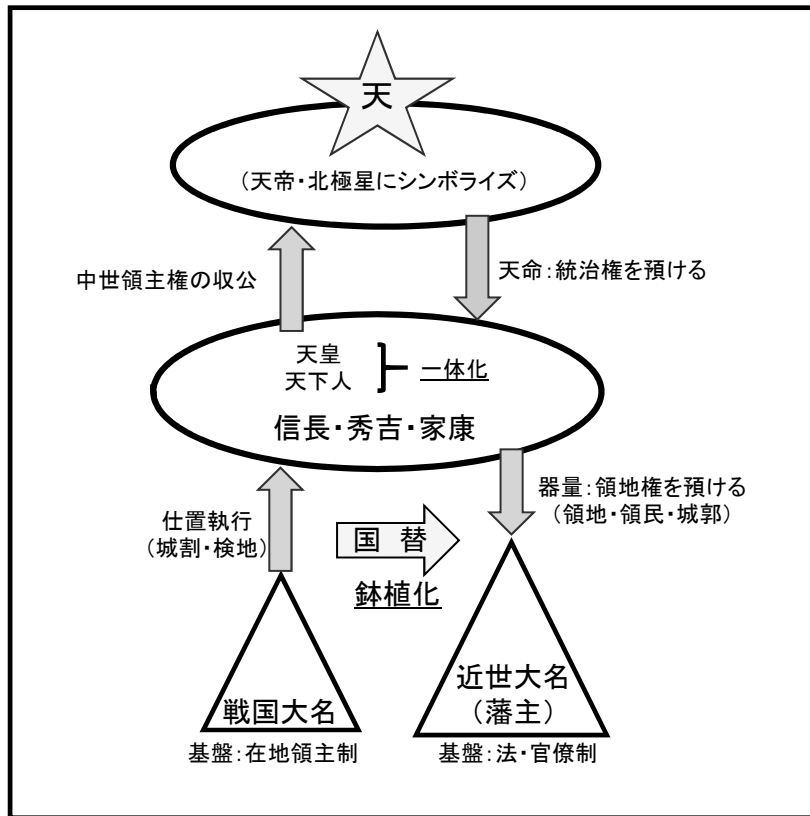 天
(天帝・北極星にシンボライズ)
中世領主権の収公
天命：統治権を預ける
天皇
天下人
一体化
信長・秀吉・家康
仕置執行
(城割・検地)
器量：領地権を預ける
(領地・領民・城郭)
国 替
鉢植化
戦国大名
近世大名
(藩主)
基盤：在地領主制
基盤：法・官僚制